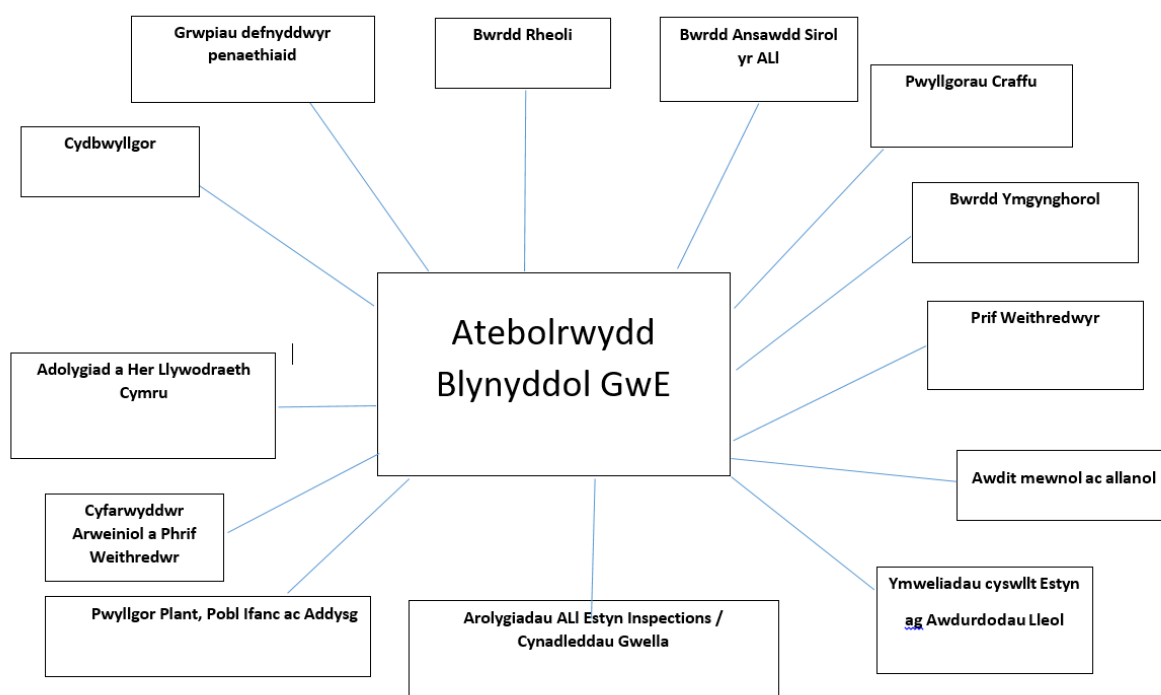 Grwpiau defnyddwyr
penaethiaid
Bwrdd Rheoli
Bwrdd Ansawdd Sirol
yr ALl
Pwyllgorau Craffu
Cydbwyllgor
Bwrdd Ymgynghorol
Atebolrwydd
Blynyddol GwE
Prif Weithredwyr
Adolygiad a Her Llywodraeth
Cymru
Awdit mewnol ac allanol
Cyfarwyddwr
Arweiniol a Phrif
Weithredwr
Ymweliadau cyswllt Estyn
ag Awdurdodau Lleol
Pwyllgor Plant, Pobl Ifanc ac Addysg
Arolygiadau ALl Estyn Inspections /
Cynadleddau Gwella